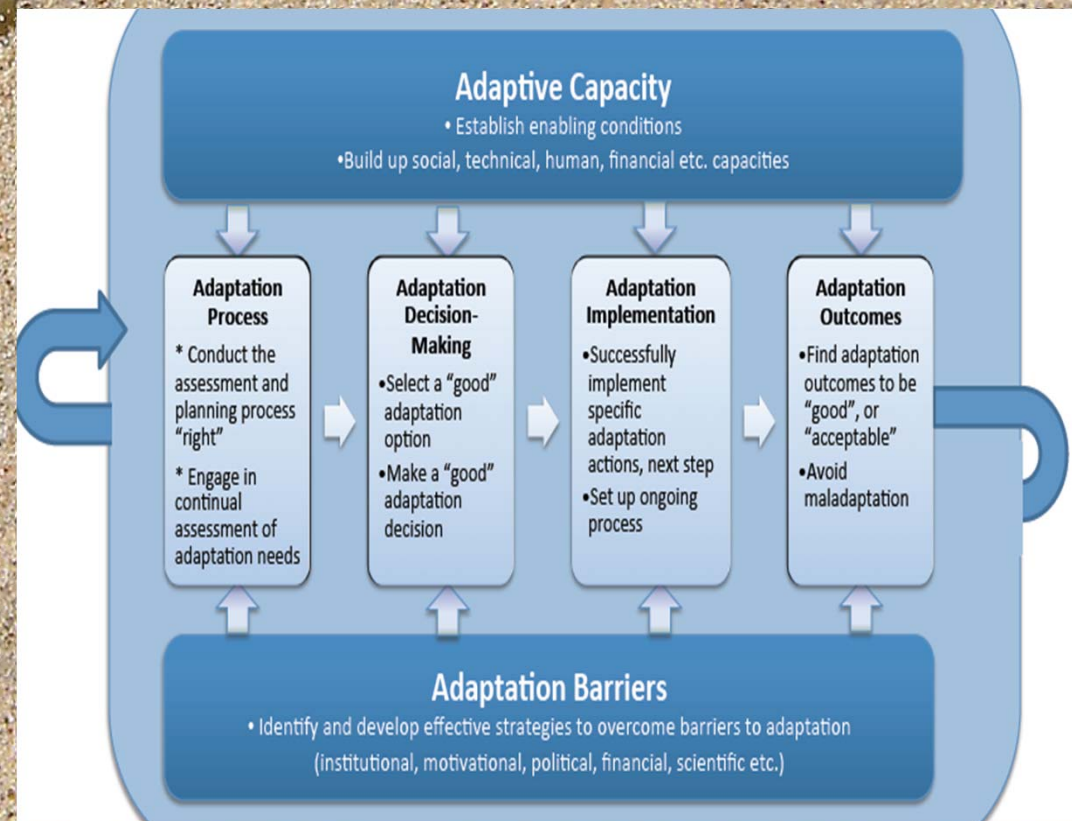 Adaptive Capacity
• Establish enabling conditions
•Build up social, technical, human, financial etc. capacities
Adaptation
Process
* Conduct the
assessment and
planning process
“right”
* Engage in
continual
assessment of
adaptation needs
Adaptation
Decision-
Making
•Select a “good”
adaptation
option
•Make a “good”
adaptation
decision
Adaptation
Implementation
•Successfully
implement
specific
adaptation
actions, next step
•Set up ongoing
process
Adaptation
Outcomes
•Find adaptation
outcomes to be
“good”, or
“acceptable”
•Avoid
maladaptation
Adaptation Barriers
• Identify and develop effective strategies to overcome barriers to adaptation
(institutional, motivational, political, financial, scientific etc.)